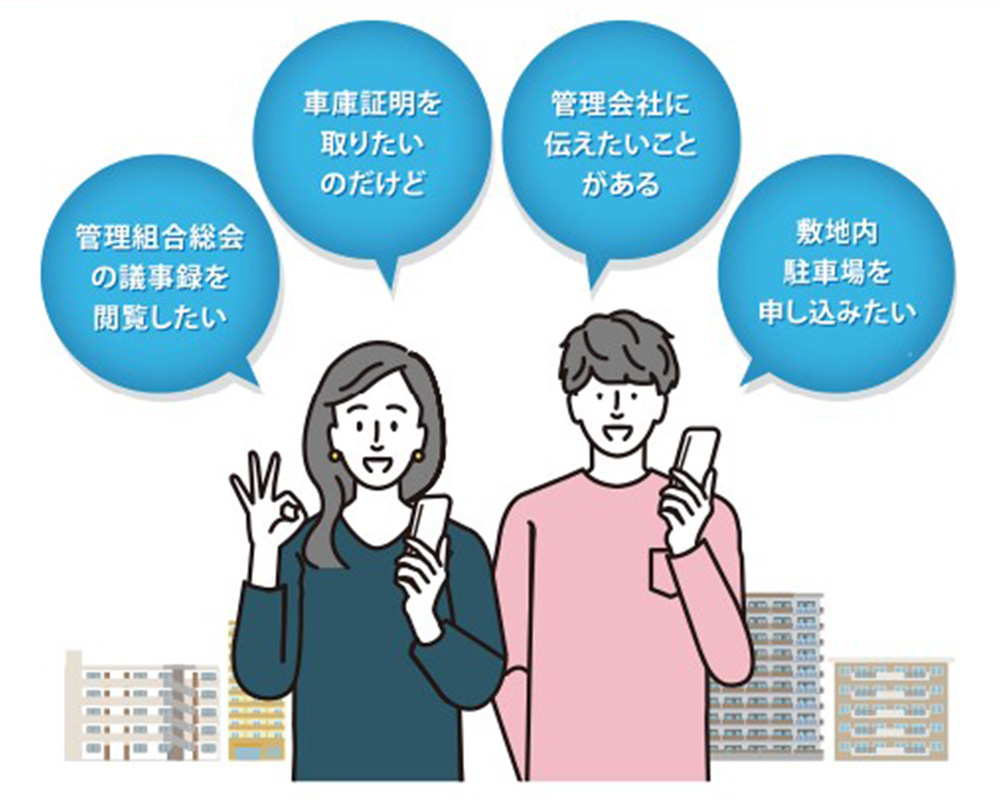 管理組合総会
の議事録を
閲覧したい
車庫証明を
取りたい
のだけど
管理会社に
伝えたいこと
がある
敷地内
駐車場を
申し込みたい